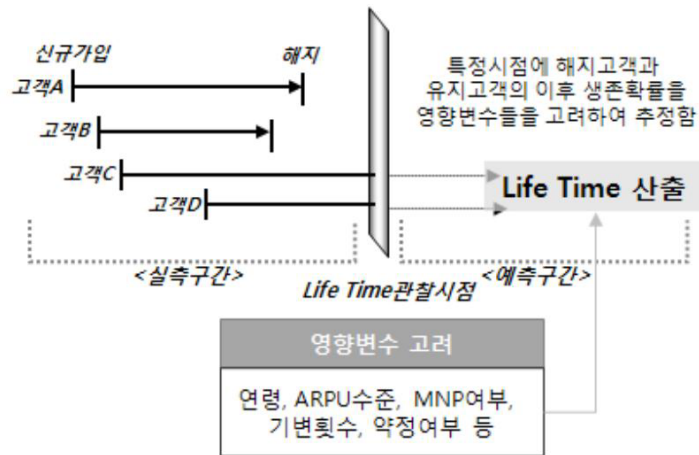 신규가입
해지
고객A
고객B
고객C
고객D
특정시점에 해지고객과
유지고객의 이후 생존확률을
영향변수들을 고려하여 추정함
Life Time 산출
<실측구간>
Life Time관찰시점
<예측구간>
영향변수 고려
연령, ARPU수준, MNP여부,
기변횟수, 약정여부 등